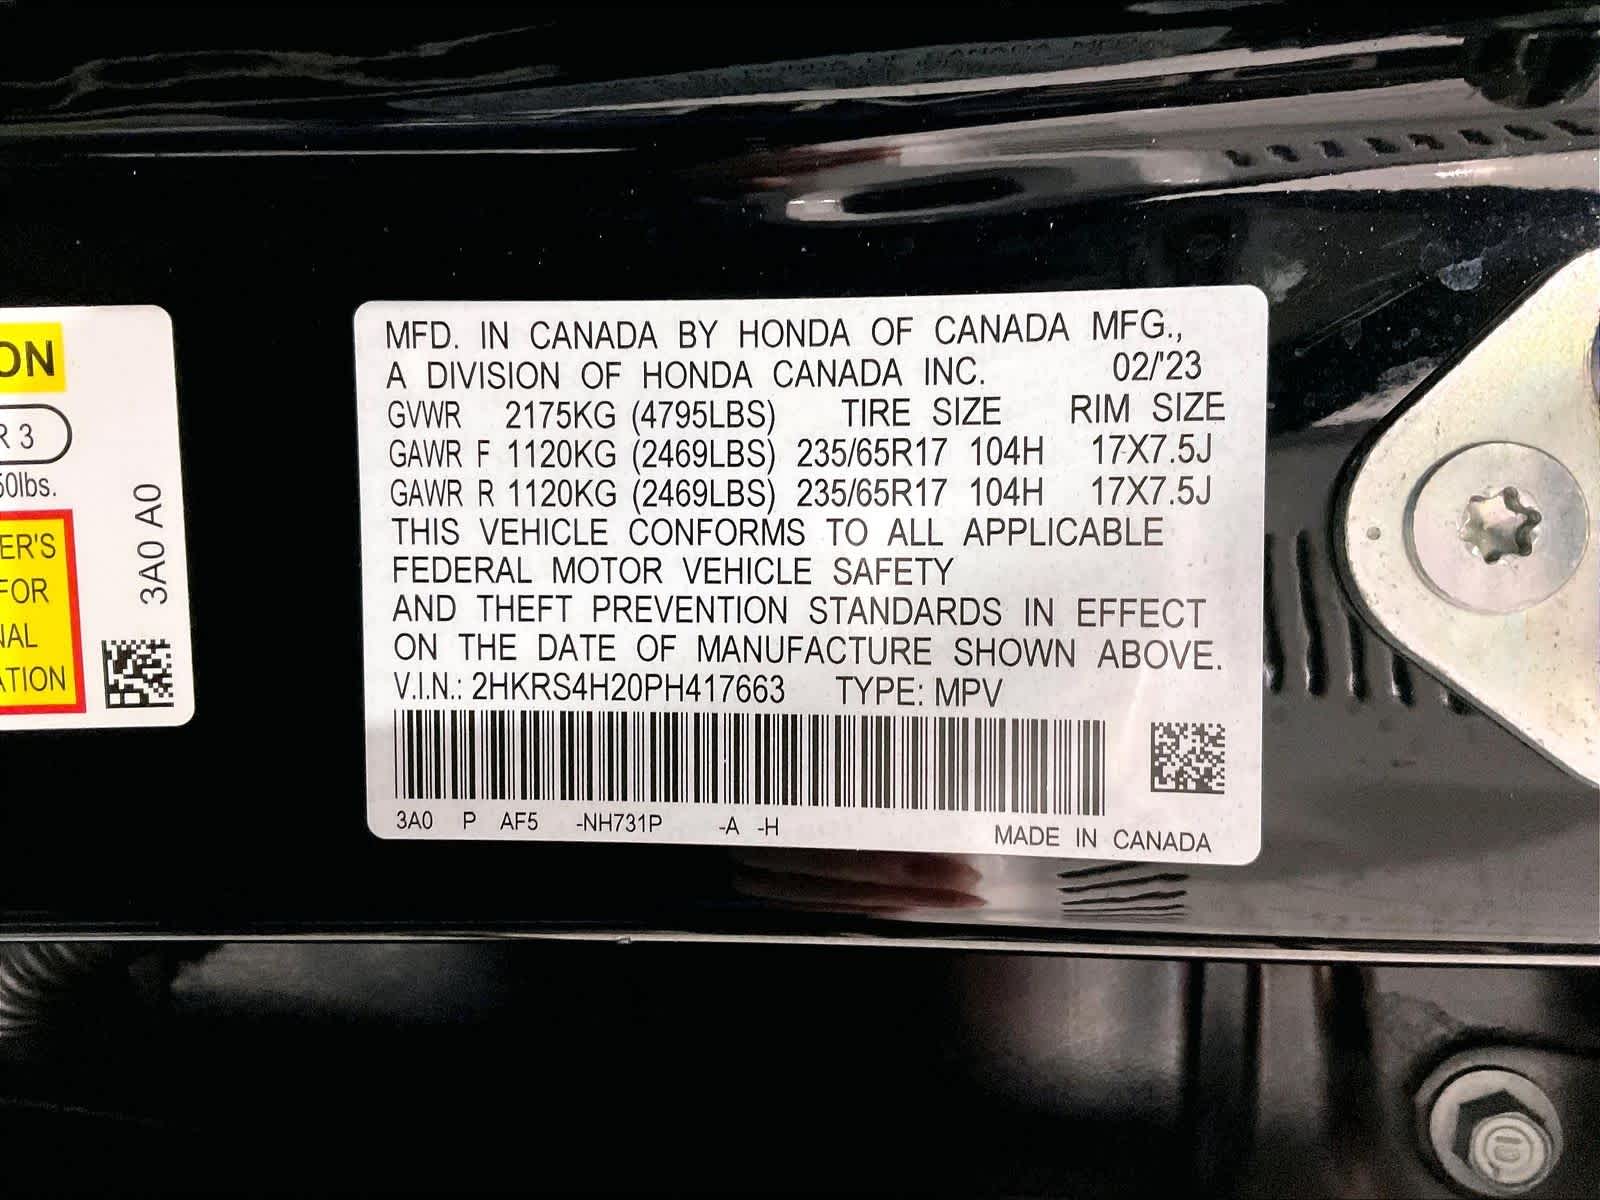 ON
R 3
50lbs.
ER'S
FOR
NAL
ATION
3A0 A0
MFD. IN CANADA BY HONDA OF CANADA MFG.,
A DIVISION OF HONDA CANADA INC. 02/'23
GVWR 2175KG (4795LBS) TIRE SIZE RIM SIZE
GAWR F 1120KG (2469LBS) 235/65R17 104H 17X7.5J
GAWR R 1120KG (2469LBS) 235/65R17 104H 17X7.5J
THIS VEHICLE CONFORMS TO ALL APPLICABLE
FEDERAL MOTOR VEHICLE SAFETY
AND THEFT PREVENTION STANDARDS IN EFFECT
ON THE DATE OF MANUFACTURE SHOWN ABOVE.
V.I.N.: 2HKRS4H20PH417663 TYPE: MPV
3A0 P AF5 -NH731P -A -H
MADE IN CANADA